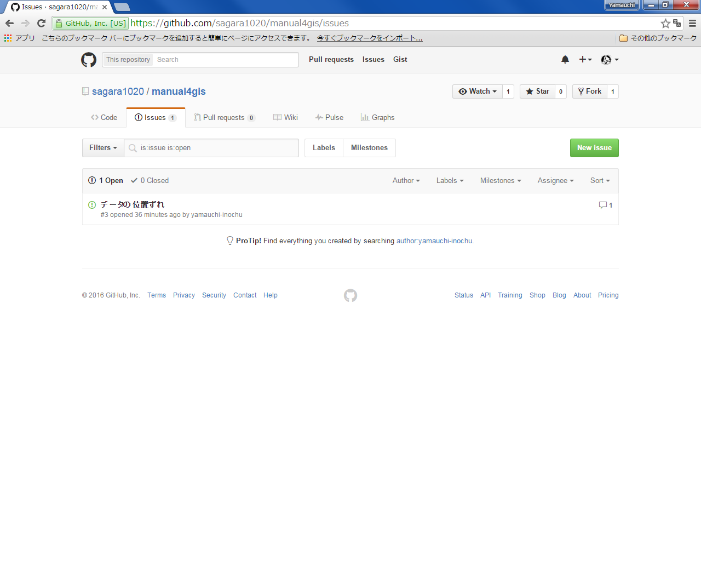 Issues · sagara1020/ma
Yamauchi
GitHub, Inc. [US] https://github.com/sagara1020/manual4gis/issues
アプリ こちらのブックマーク バーにブックマークを追加すると簡単にページにアクセスできます。 今すぐブックマークをインポート... その他のブックマーク
This repository Search Pull requests Issues Gist
sagara1020 / manual4gis Watch 1 Star 0 Fork 1
Code Issues 1 Pull requests 0 Wiki Pulse Graphs
Filters is:issue is:open Labels Milestones New issue
1 Open 0 Closed Author Labels Milestones Assignee Sort
データの位置ずれ 1
#3 opened 36 minutes ago by yamauchi-inochu
ProTip! Find everything you created by searching author:yamauchi-inochu
© 2016 GitHub, Inc. Terms Privacy Security Contact Help Status API Training Shop Blog About Pricing